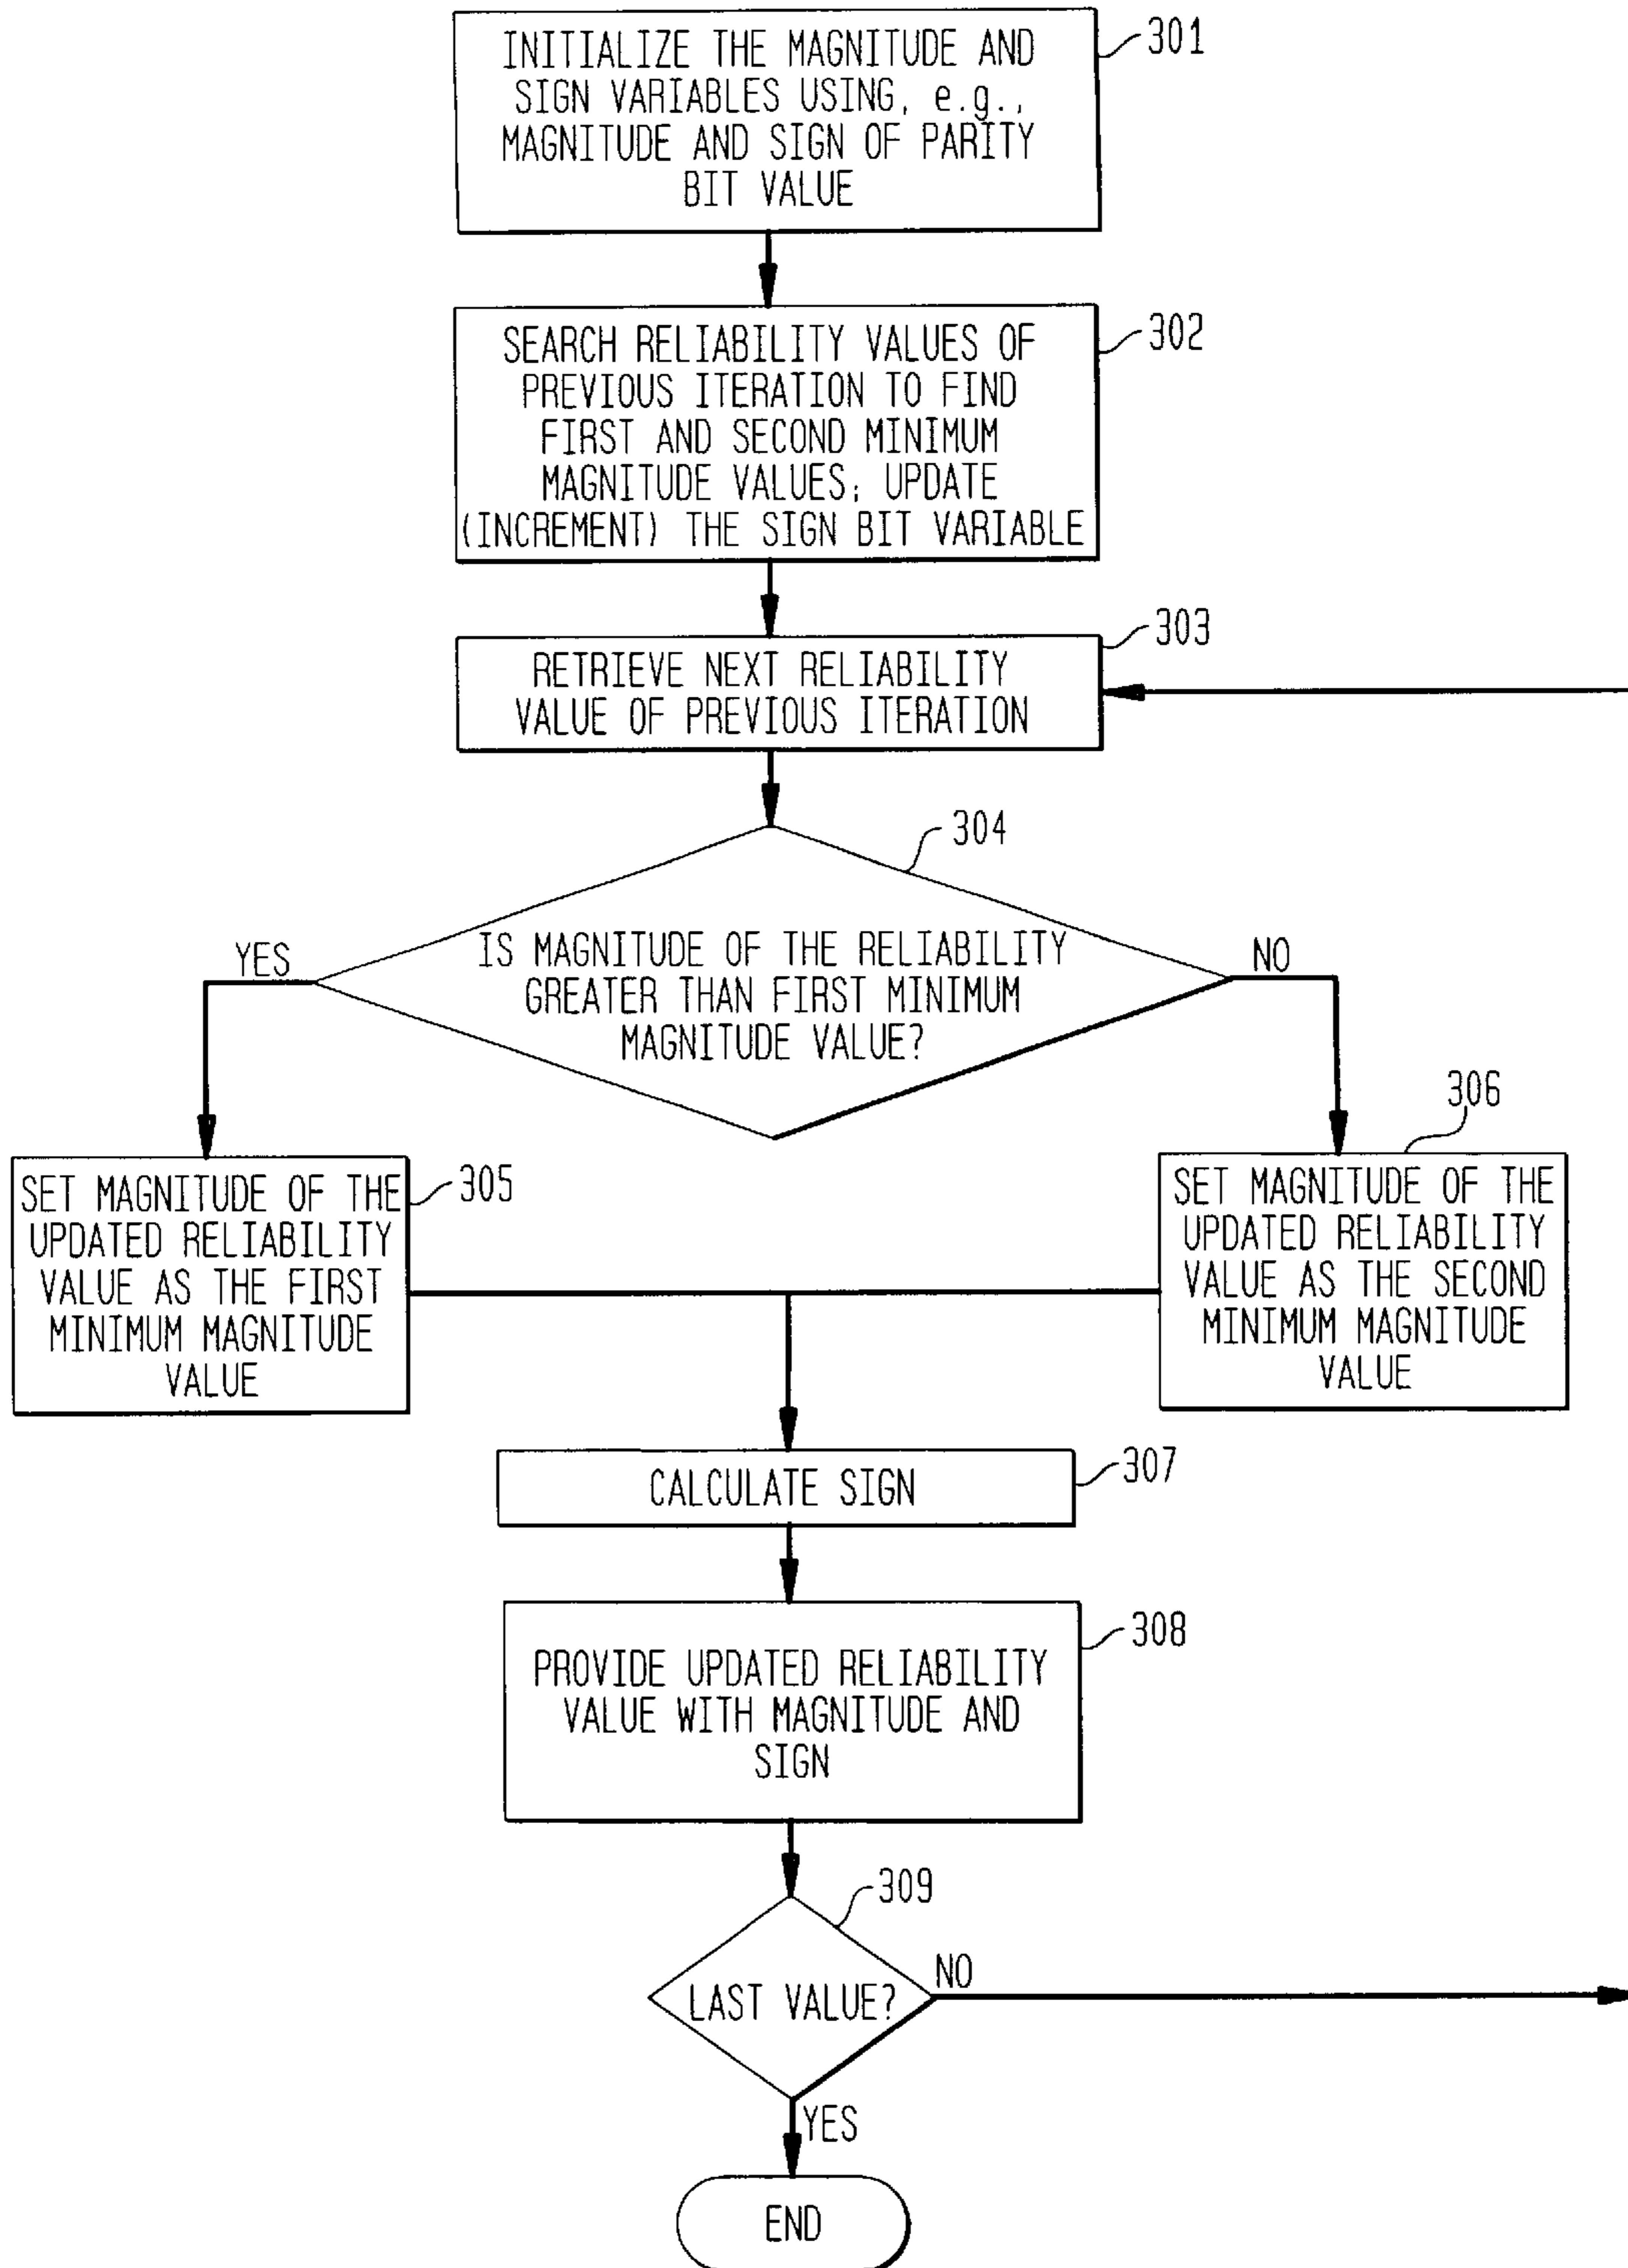 INITIALIZE THE MAGNITUDE AND
SIGN VARIABLES USING, e.g.,
MAGNITUDE AND SIGN OF PARITY
BIT VALUE
301
SEARCH RELIABILITY VALUES OF
PREVIOUS ITERATION TO FIND
FIRST AND SECOND MINIMUM
MAGNITUDE VALUES; UPDATE
(INCREMENT) THE SIGN BIT VARIABLE
302
RETRIEVE NEXT RELIABILITY
VALUE OF PREVIOUS ITERATION
303
304
IS MAGNITUDE OF THE RELIABILITY
GREATER THAN FIRST MINIMUM
MAGNITUDE VALUE?
YES
NO
SET MAGNITUDE OF THE
UPDATED RELIABILITY
VALUE AS THE FIRST
MINIMUM MAGNITUDE
VALUE
305
306
SET MAGNITUDE OF THE
UPDATED RELIABILITY
VALUE AS THE SECOND
MINIMUM MAGNITUDE
VALUE
CALCULATE SIGN
307
PROVIDE UPDATED RELIABILITY
VALUE WITH MAGNITUDE AND
SIGN
308
309
LAST VALUE?
NO
YES
END